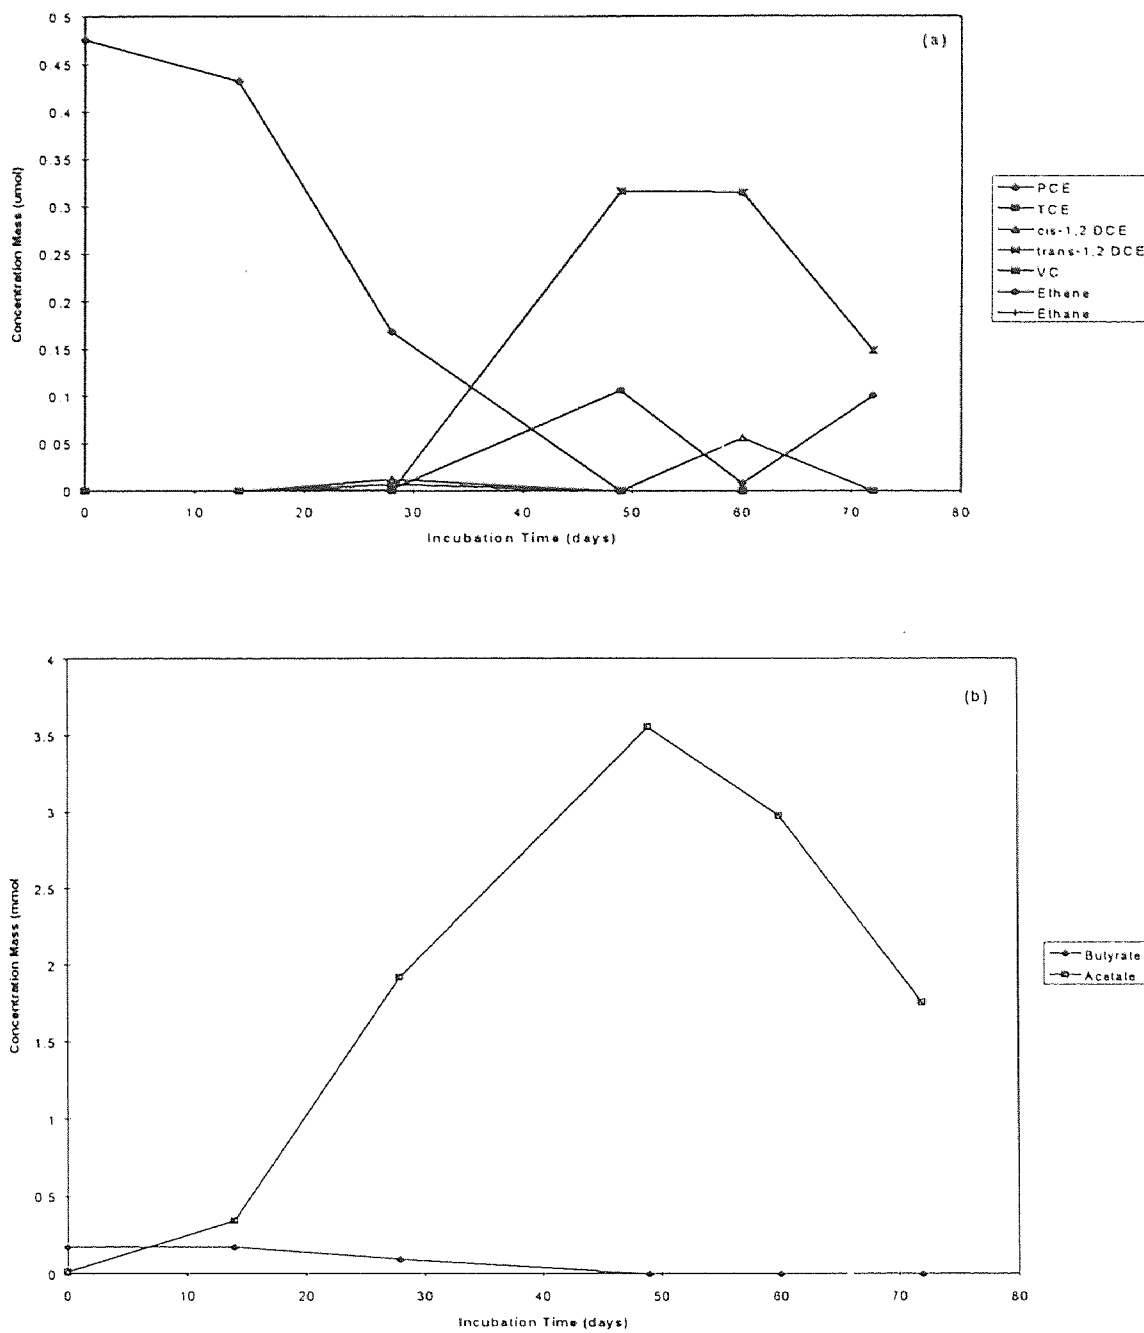 (a)
0.5
0.45
0.4
0.35
0.3
0.25
0.2
0.15
0.1
0 05
0
0 10 20 30 40 50 60 70 80
Concentration Mass (umol)
Incubation Time (days)
PCE
TCE
cis-1,2 DCE
trans-1,2 DCE
VC
Ethene
Ethane
(b)
4
3.5
3
2.5
2
1.5
1
0 5
0
0 10 20 30 40 50 60 70 80
Concentration Mass (mmol
Incubation Time (days)
Butyrate
Acetate